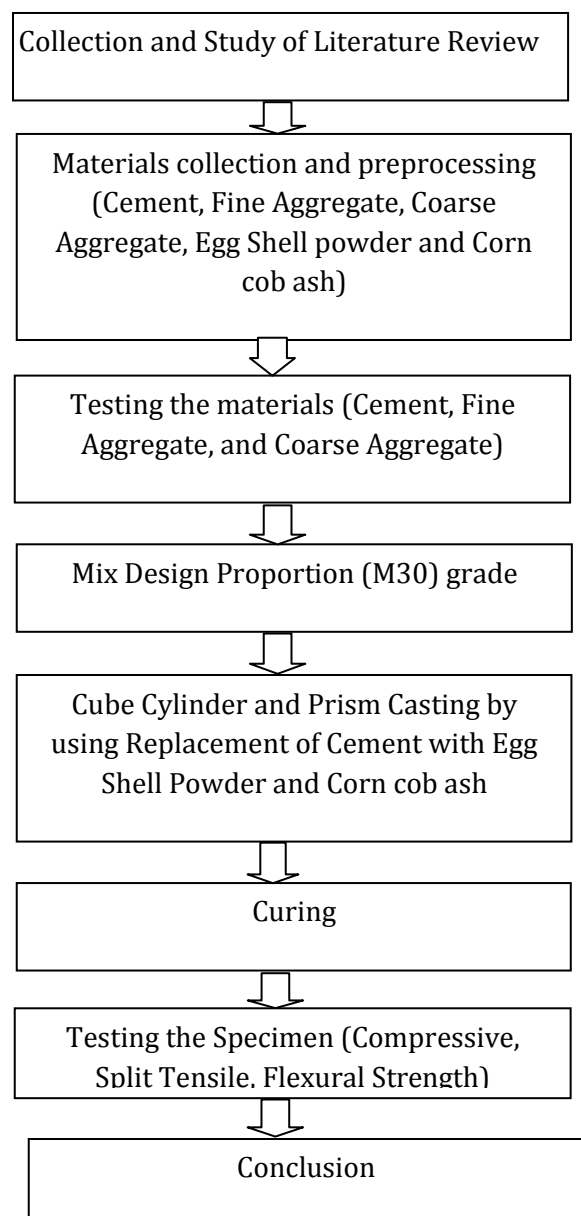 Collection and Study of Literature Review
Materials collection and preprocessing
(Cement, Fine Aggregate, Coarse
Aggregate, Egg Shell powder and Corn
cob ash)
Testing the materials (Cement, Fine
Aggregate, and Coarse Aggregate)
Mix Design Proportion (M30) grade
Cube Cylinder and Prism Casting by
using Replacement of Cement with Egg
Shell Powder and Corn cob ash
Curing
Testing the Specimen (Compressive,
Split Tensile, Flexural Strength)
Conclusion